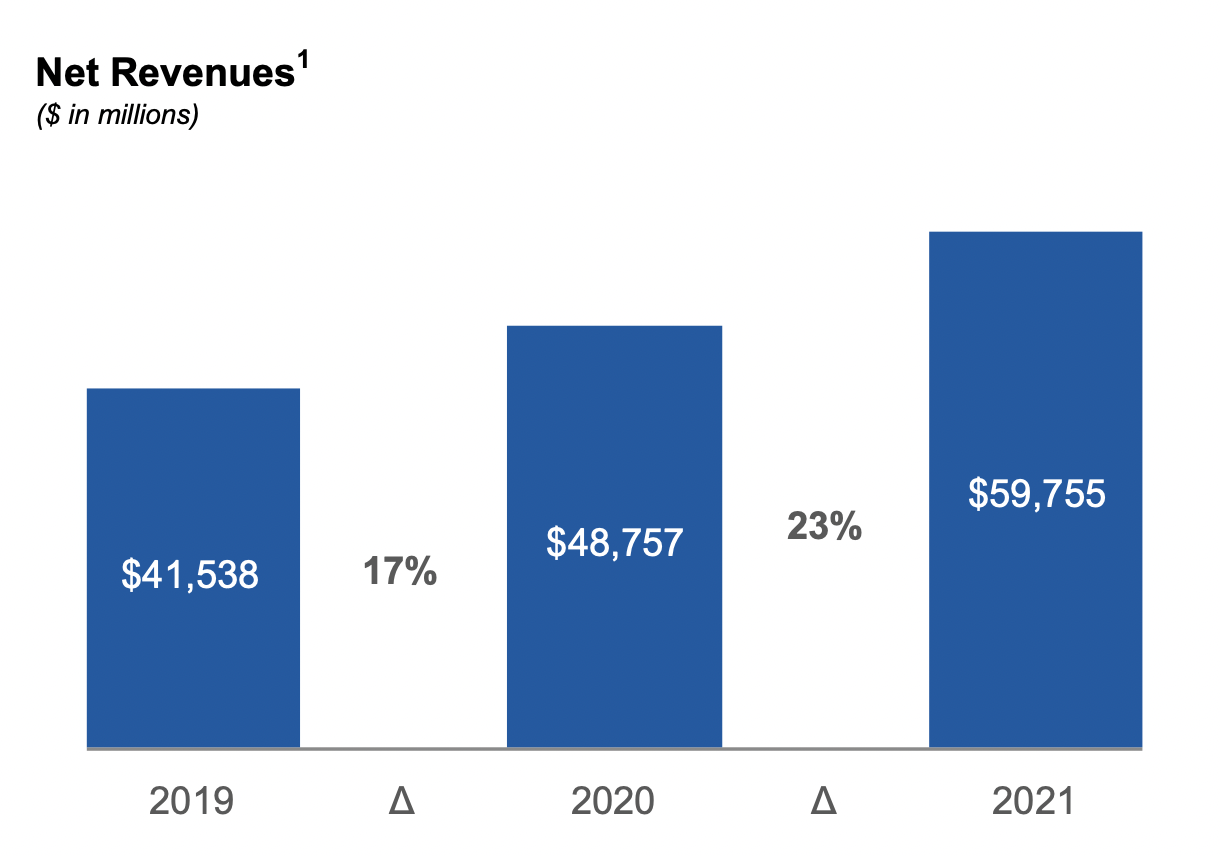 Net Revenues¹
($ in millions)
$59,755
23%
$48,757
17%
$41,538
2019 Δ 2020 Δ 2021